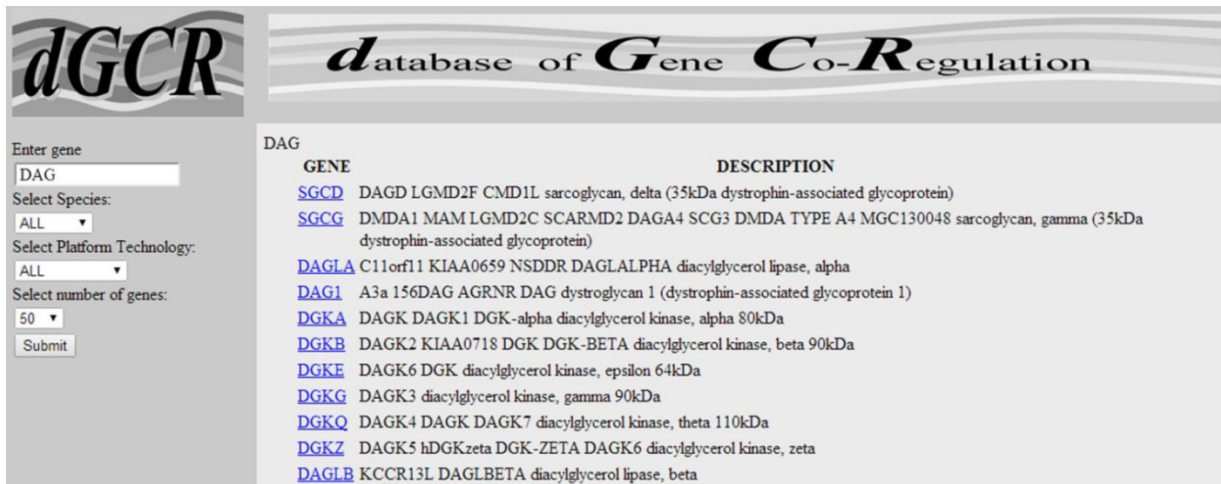 dGCR
database of Gene Co-Regulation
Enter gene
DAG
Select Species:
ALL
Select Platform Technology:
ALL
Select number of genes:
50
Submit
DAG
GENE DESCRIPTION
SGCD DAGD LGMD2F CMD1L sarcoglycan, delta (35kDa dystrophin-associated glycoprotein)
SGCG DMDA1 MAM LGMD2C SCARMD2 DAGA4 SCG3 DMDA TYPE A4 MGC130048 sarcoglycan, gamma (35kDa
dystrophin-associated glycoprotein)
DAGLA C11orf11 KIAA0659 NSDDR DAGLALPHA diacylglycerol lipase, alpha
DAG1 A3a 156DAG AGRNR DAG dystroglycan 1 (dystrophin-associated glycoprotein 1)
DGKA DAGK DAGK1 DGK-alpha diacylglycerol kinase, alpha 80kDa
DGKB DAGK2 KIAA0718 DGK DGK-BETA diacylglycerol kinase, beta 90kDa
DGKE DAGK6 DGK diacylglycerol kinase, epsilon 64kDa
DGKG DAGK3 diacylglycerol kinase, gamma 90kDa
DGKQ DAGK4 DAGK DAGK7 diacylglycerol kinase, theta 110kDa
DGKZ DAGK5 hDGKzeta DGK-ZETA DAGK6 diacylglycerol kinase, zeta
DAGLB KCCR13L DAGLBETA diacylglycerol lipase, beta